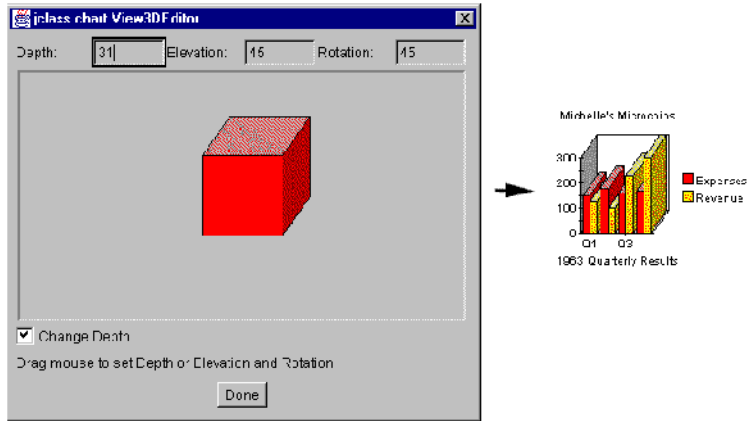 jclass chart View3DEditor
Depth: 31 Elevation: 45 Rotation: 45
Change Depth
Drag mouse to set Depth or Elevation and Rotation
Done
Michelle's Microchips
300
200
100
0
Q1 Q3
Expenses
Revenue
1963 Quarterly Results